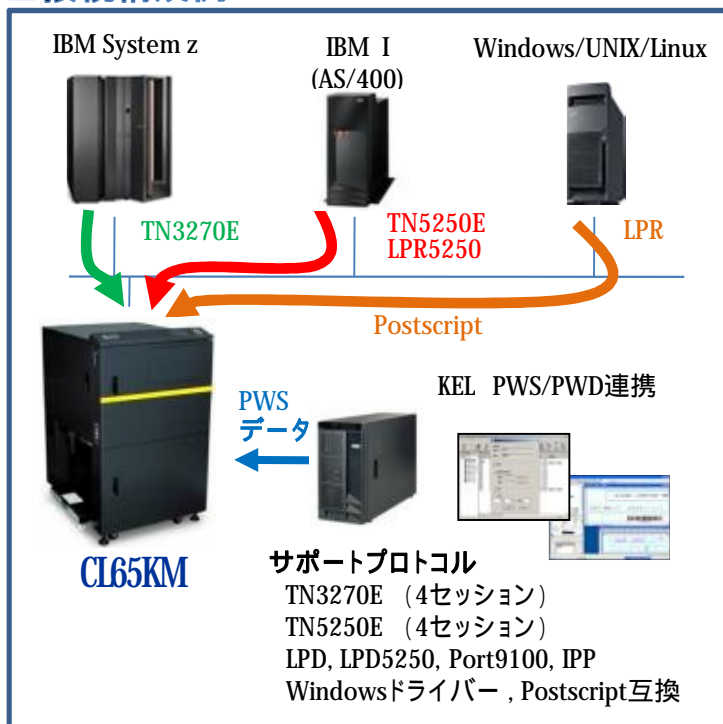 IBM System z
IBM I
(AS/400)
Windows/UNIX/Linux
TN3270E
TN5250E
LPR5250
LPR
Postscript
KEL PWS/PWD連携
PWS
データ
CL65KM
サポートプロトコル
TN3270E (4セッション)
TN5250E (4セッション)
LPD, LPD5250, Port9100, IPP
Windowsドライバー , Postscript互換